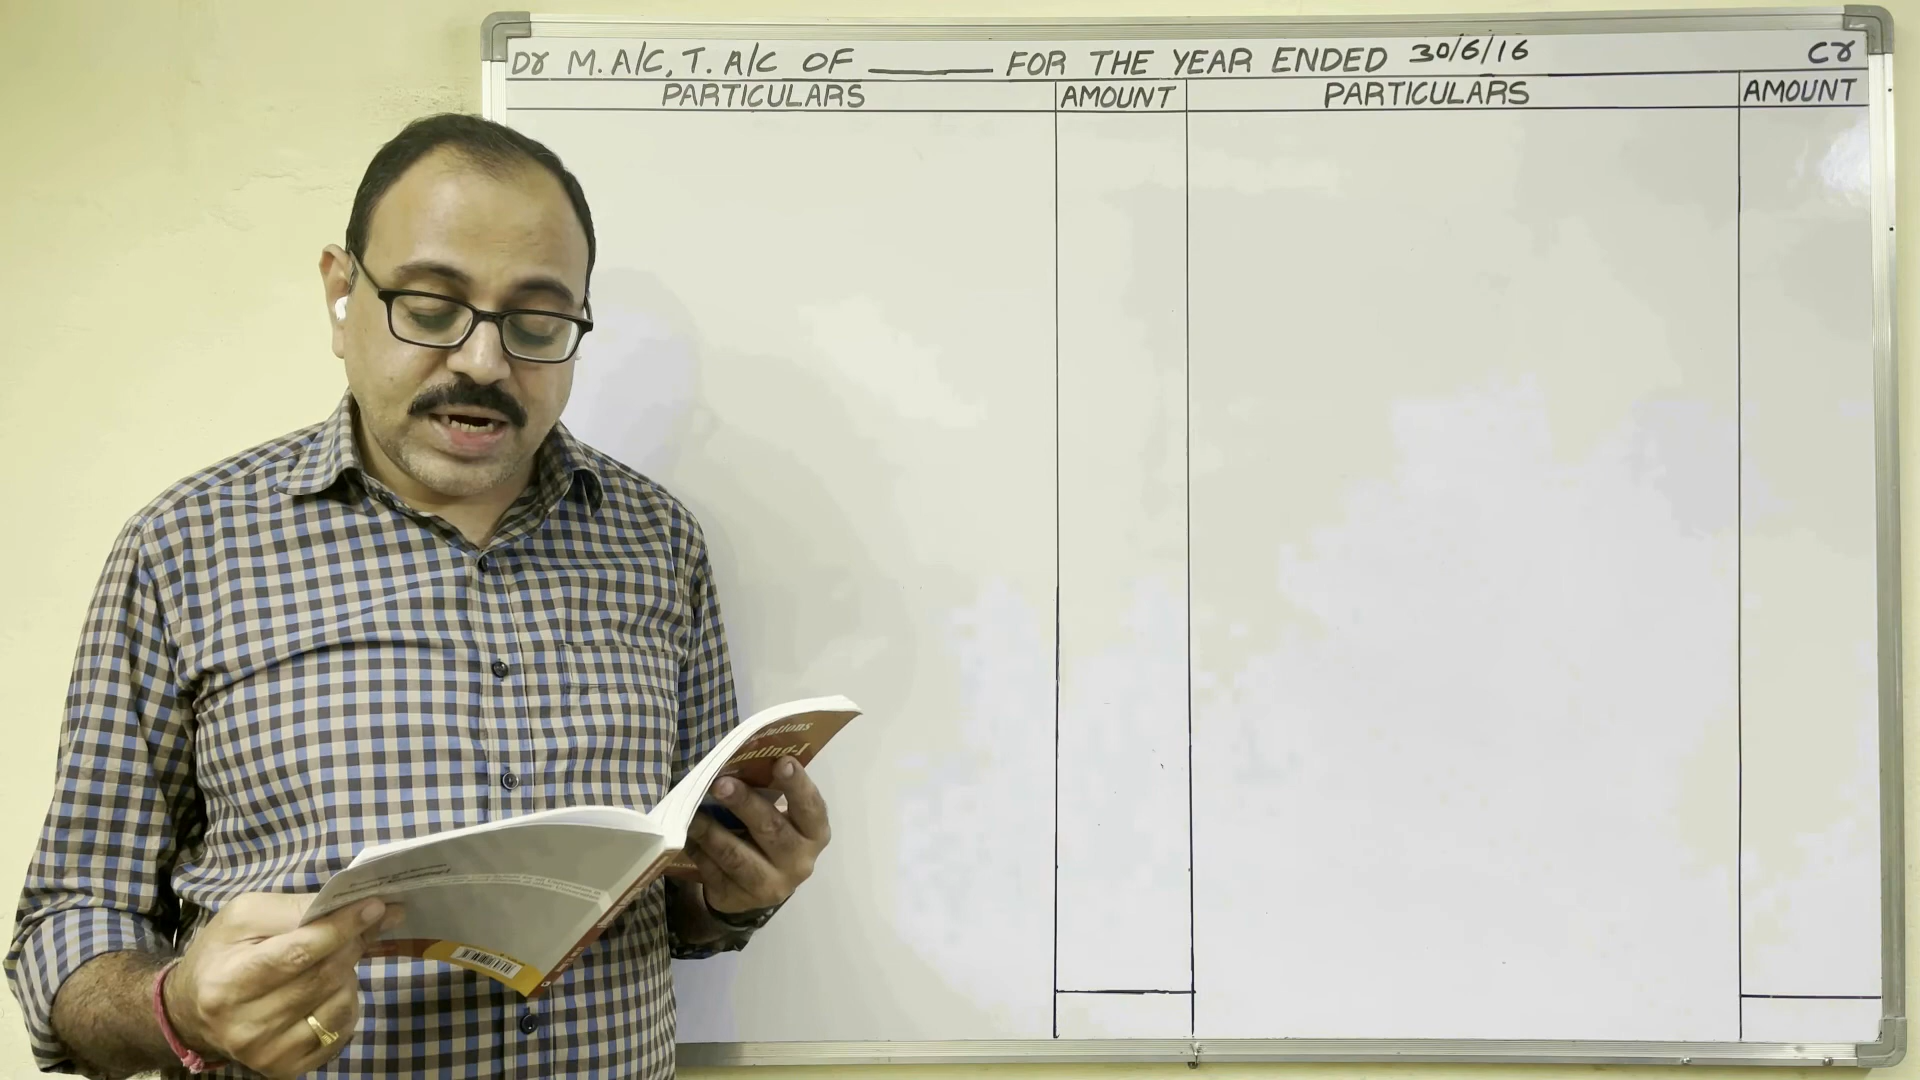 Dr M. A/C, T. A/C OF ______ FOR THE YEAR ENDED 30/6/16 Cr
PARTICULARS AMOUNT PARTICULARS AMOUNT